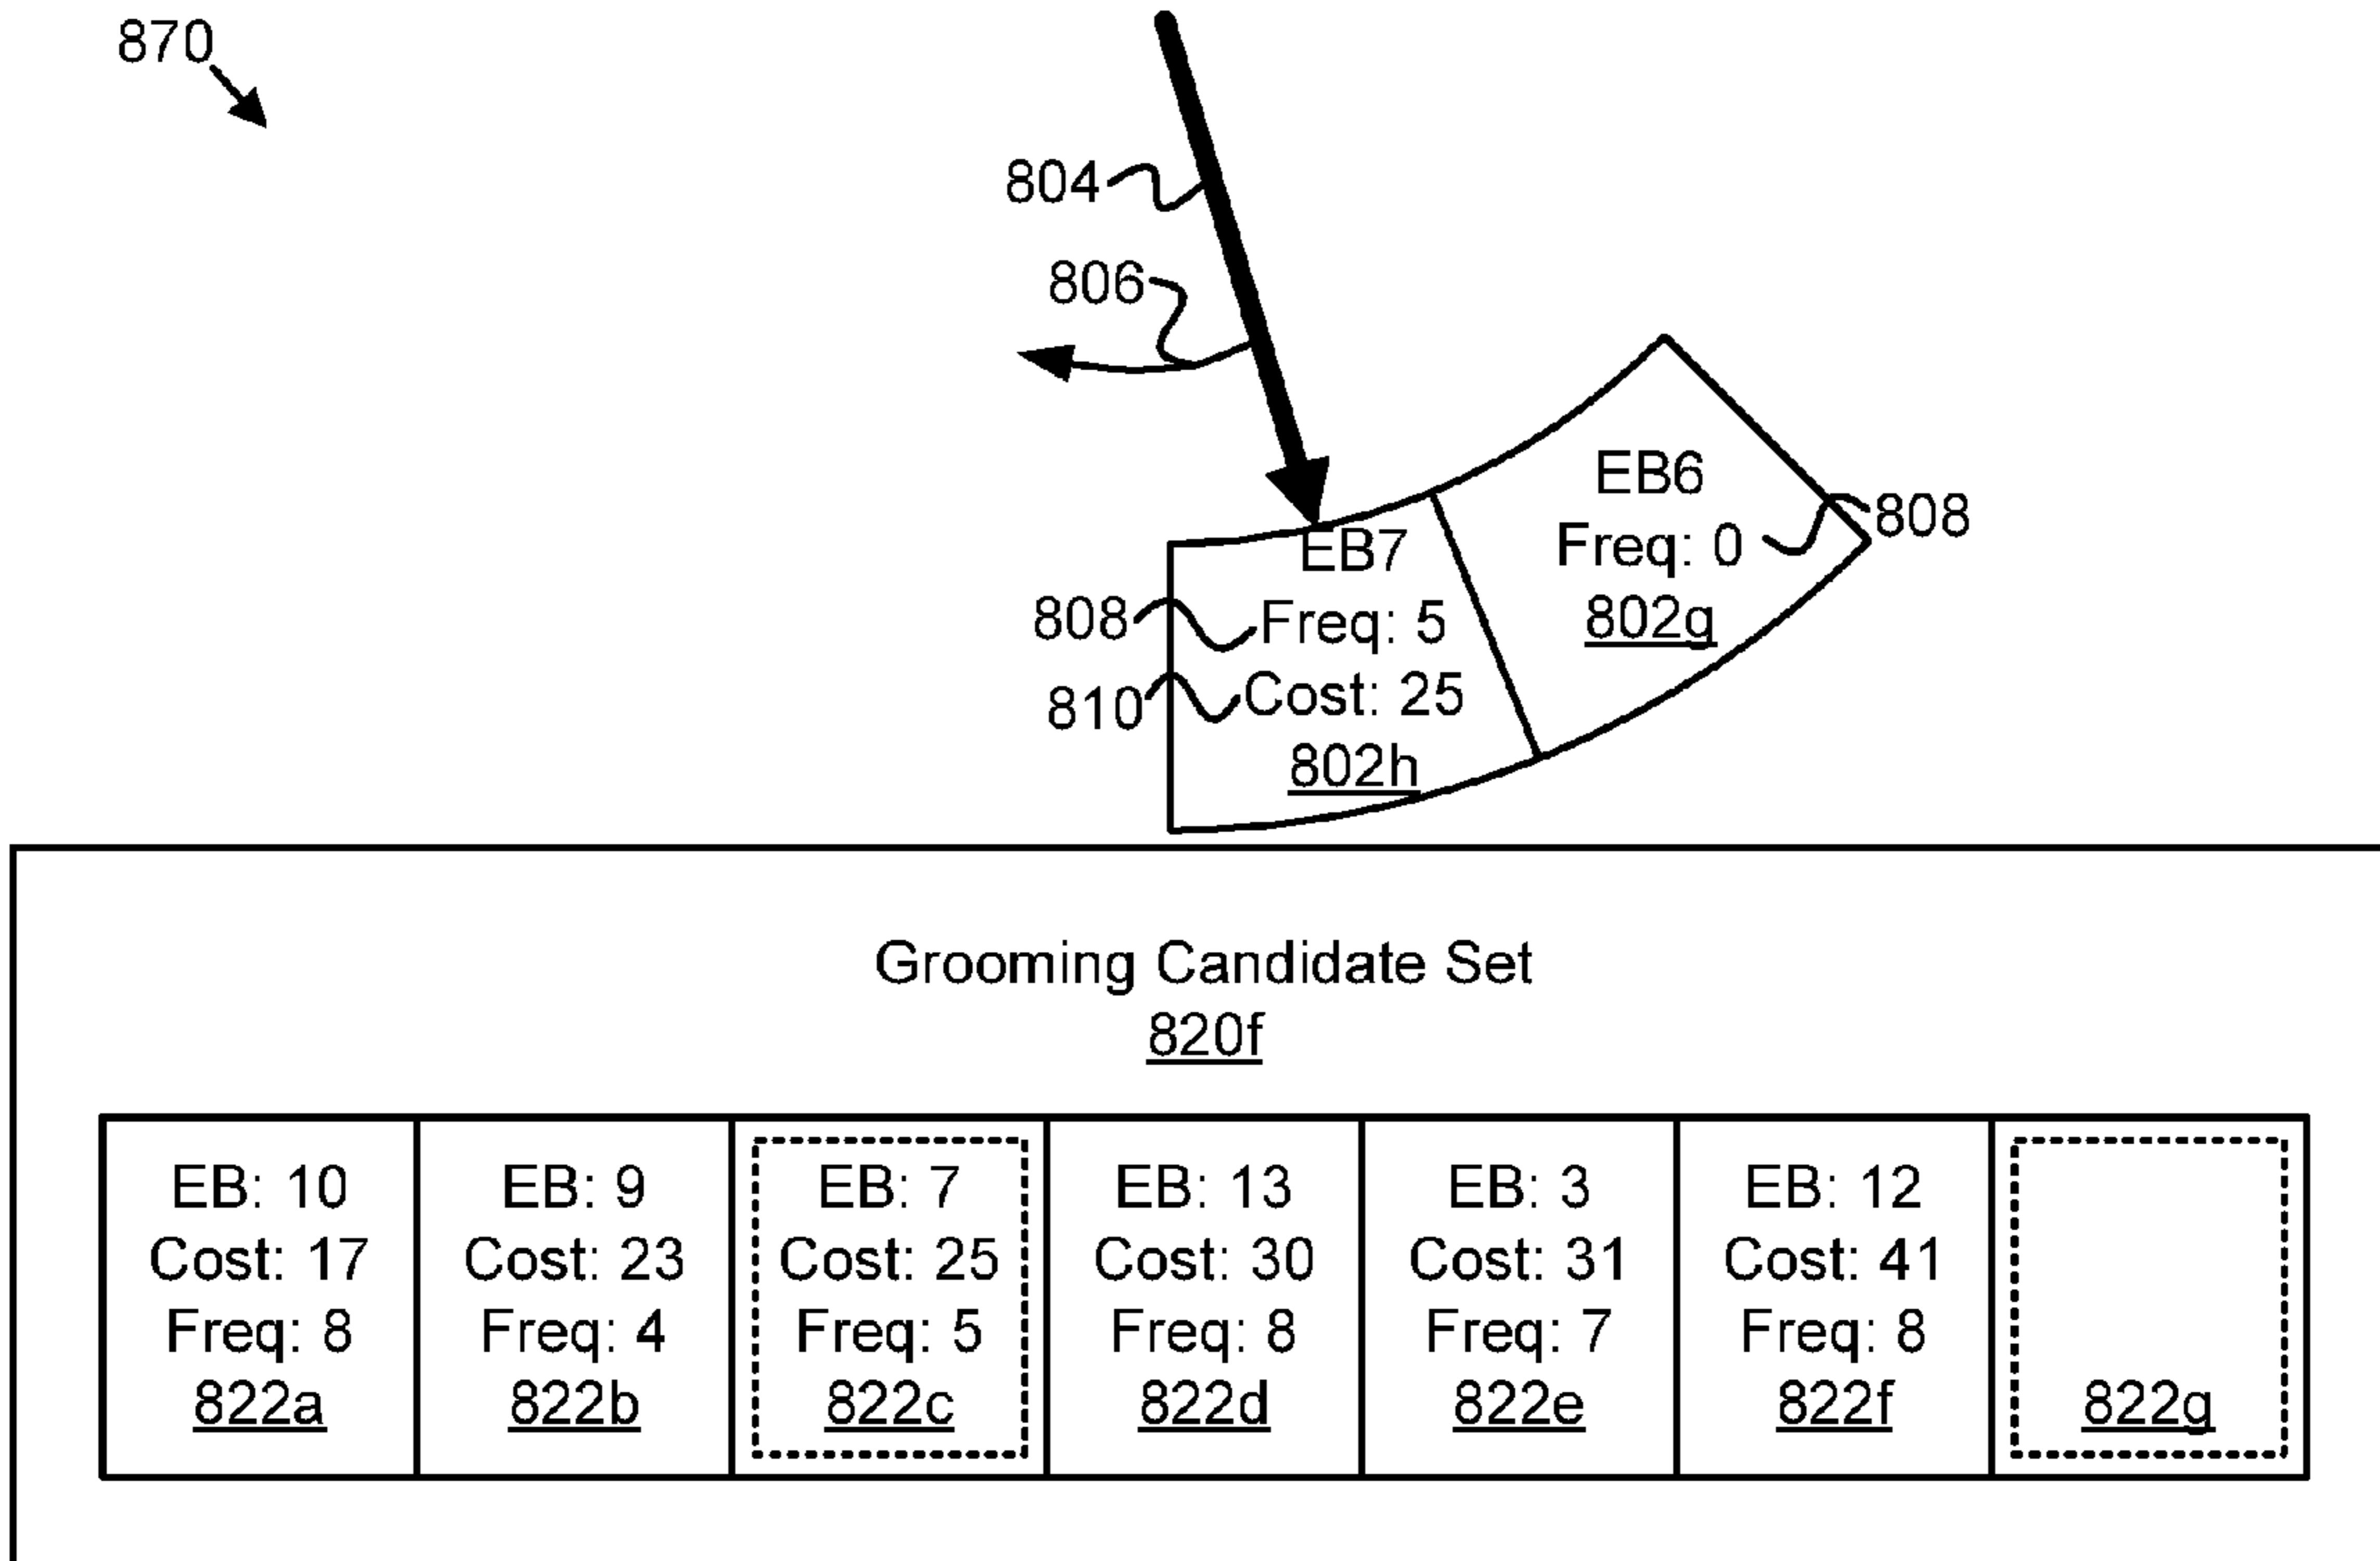 870
804
806
EB6
Freq: 0
808
802g
EB7
808
Freq: 5
810
Cost: 25
802h
Grooming Candidate Set
820f
EB: 10
Cost: 17
Freq: 8
822a
EB: 9
Cost: 23
Freq: 4
822b
EB: 7
Cost: 25
Freq: 5
822c
EB: 13
Cost: 30
Freq: 8
822d
EB: 3
Cost: 31
Freq: 7
822e
EB: 12
Cost: 41
Freq: 8
822f
822g